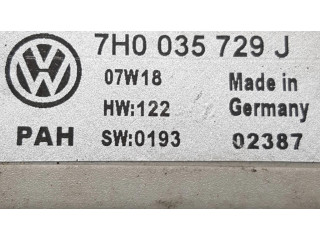 7H0 035 729 J
07W18 Made in
HW:122 Germany
PAH SW:0193 02387